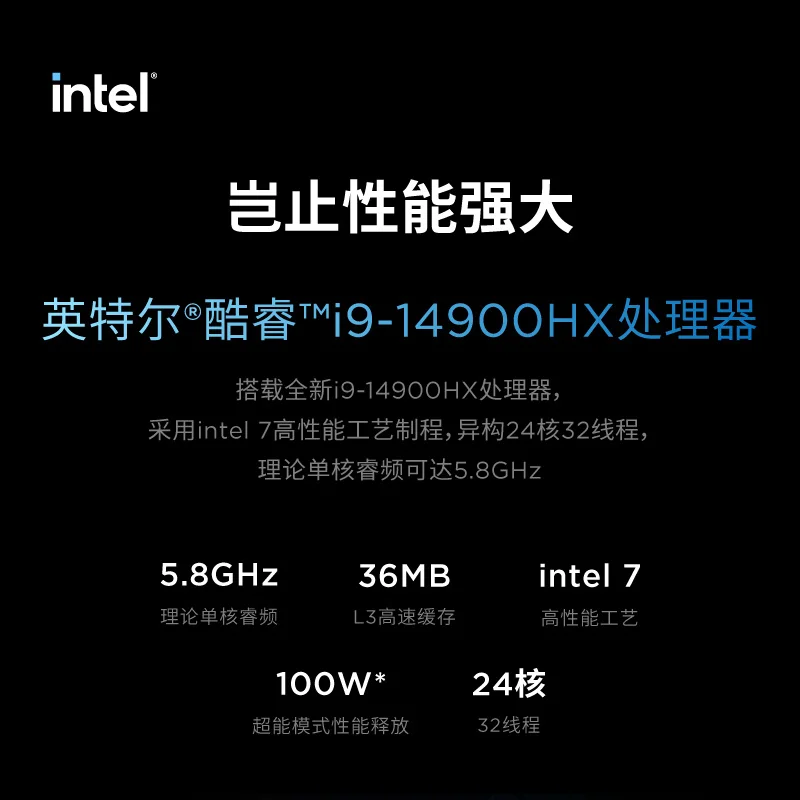 intel®
岂止性能强大
英特尔®酷睿™i9-14900HX处理器
搭载全新i9-14900HX处理器，
采用intel 7高性能工艺制程，异构24核32线程，
理论单核睿频可达5.8GHz
5.8GHz 36MB intel 7
理论单核睿频 L3高速缓存 高性能工艺
100W* 24核
超能模式性能释放 32线程